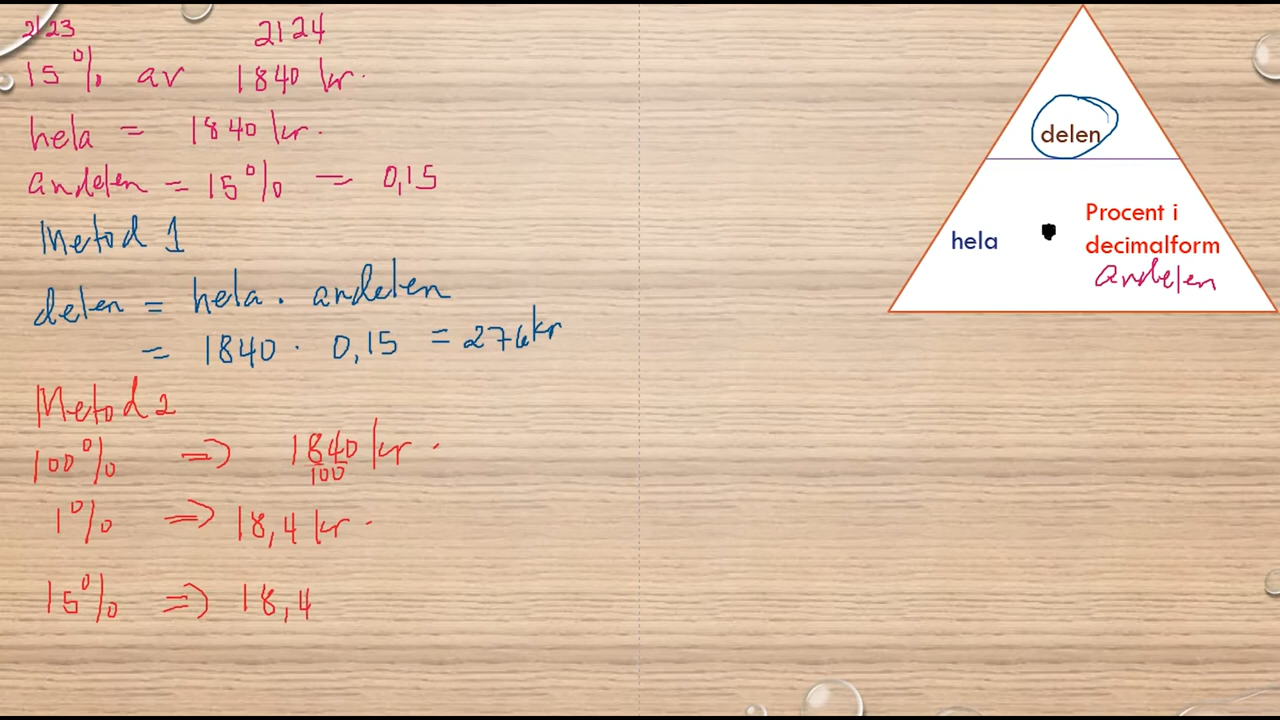 2123
2124
15% av 1840 kr.
hela = 1840 kr.
andelen = 15% = 0,15
Metod 1
delen = hela · andelen
= 1840 · 0,15 = 276kr
Metod 2
100% => 1840 kr.
100
1% => 18,4 kr.
15% => 18,4
delen
hela
Procent i
decimalform
andelen